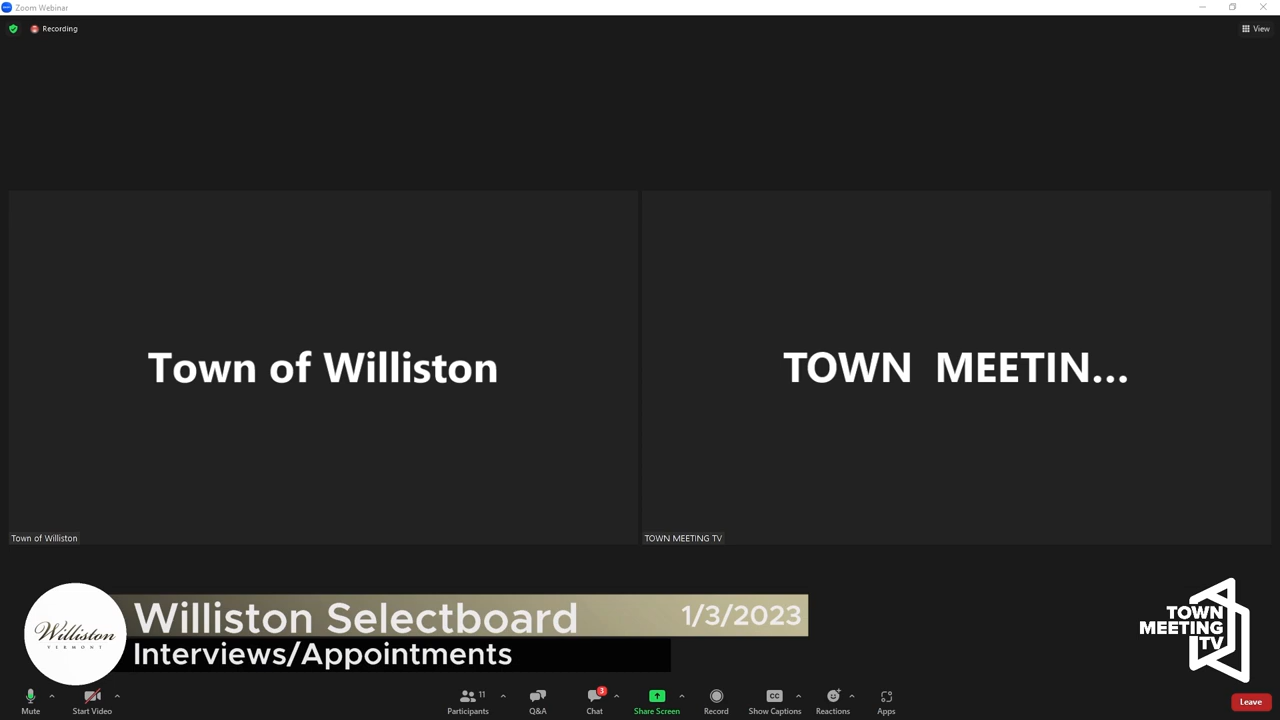 Zoom Webinar
Recording
View
Town of Williston
TOWN MEETIN...
Town of Williston
TOWN MEETING TV
Williston Selectboard
1/3/2023
Interviews/Appointments
Williston
VERMONT
TOWN
MEETING
TV
Mute
Start Video
Participants
11
Q&A
Chat
3
Share Screen
Record
CC
Show Captions
Reactions
Apps
Leave